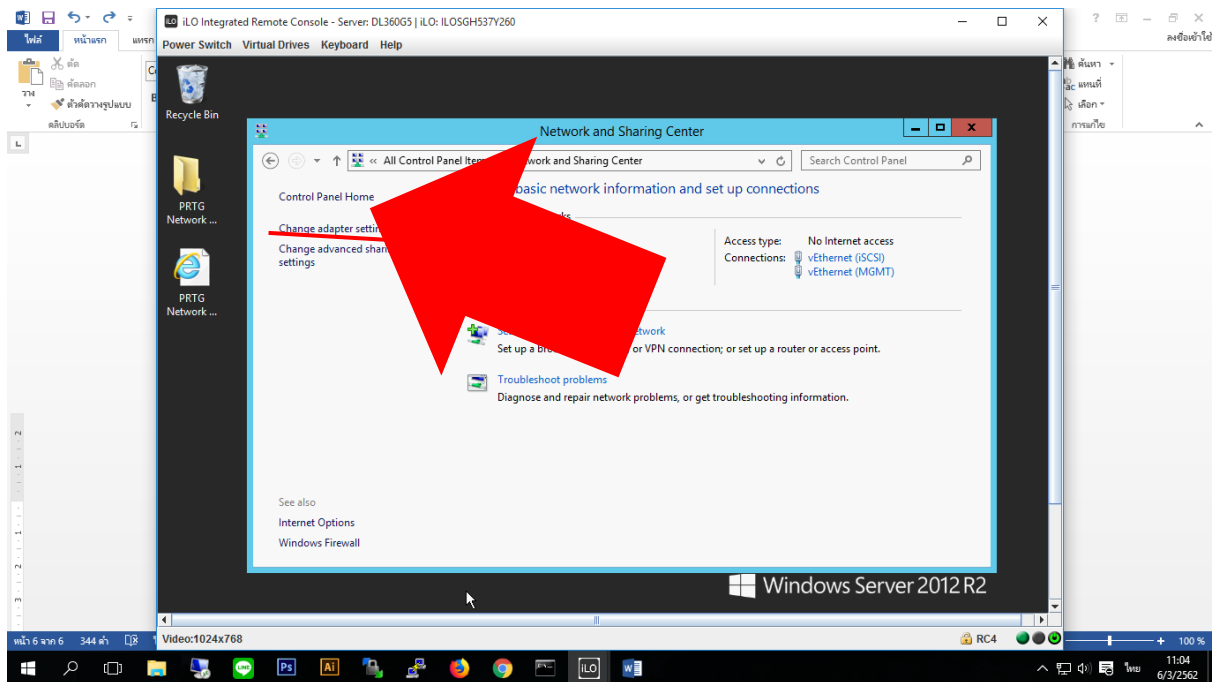 iLO Integrated Remote Console - Server: DL360G5 | iLO: ILOSGH537Y260
ไฟล์
หน้าแรก
แทรก
ลงชื่อเข้าใช้
Power Switch Virtual Drives Keyboard Help
ตัด
คัดลอก
วาง
ตัวคัดวางรูปแบบ
คลิปบอร์ด
ค้นหา
แทนที่
เลือก
การแก้ไข
Recycle Bin
PRTG
Network ...
PRTG
Network ...
Network and Sharing Center
All Control Panel
Network and Sharing Center
Search Control Panel
Control Panel Home
Change adapter
Change advanced
settings
basic network information and set up connections
Access type: No Internet access
Connections: vEthernet (iSCSI)
vEthernet (MGMT)
Set up a
or VPN connection; or set up a router or access point.
Troubleshoot problems
Diagnose and repair network problems, or get troubleshooting information.
See also
Internet Options
Windows Firewall
Windows Server 2012 R2
Video:1024x768
RC4
หน้า 6 จาก 6
344 คำ
100 %
LINE
Ps
Ai
iLO
ไทย
11:04
6/3/2562